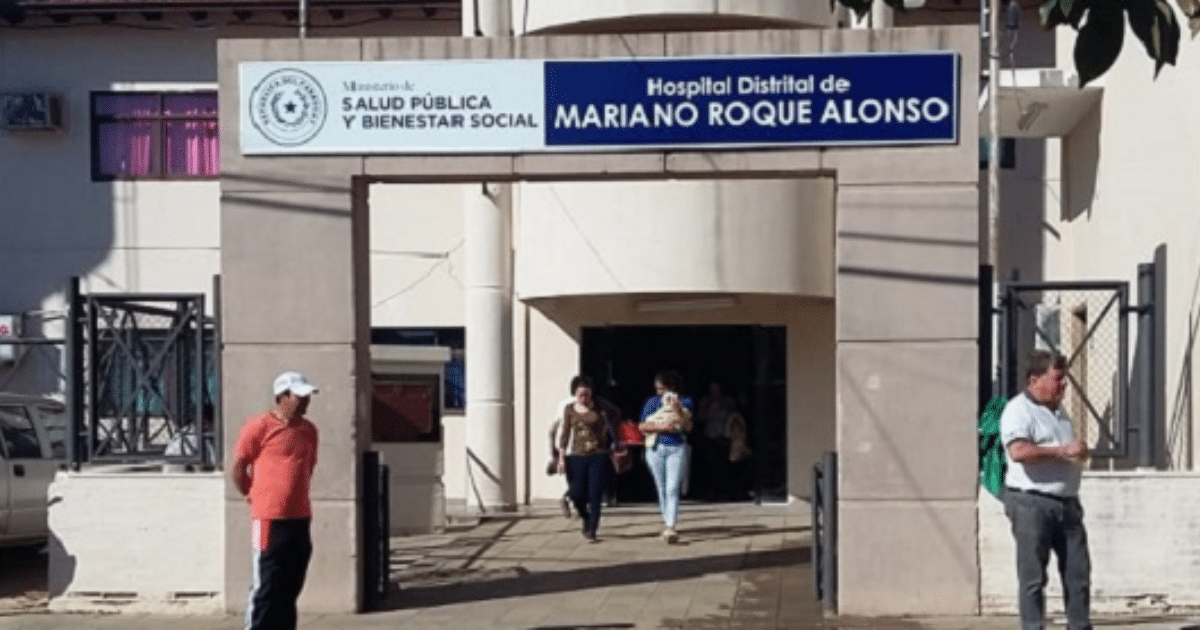 Ministerio de
SALUD PÚBLICA
Y BIENESTAR SOCIAL
Hospital Distrital de
MARIANO ROQUE ALONSO